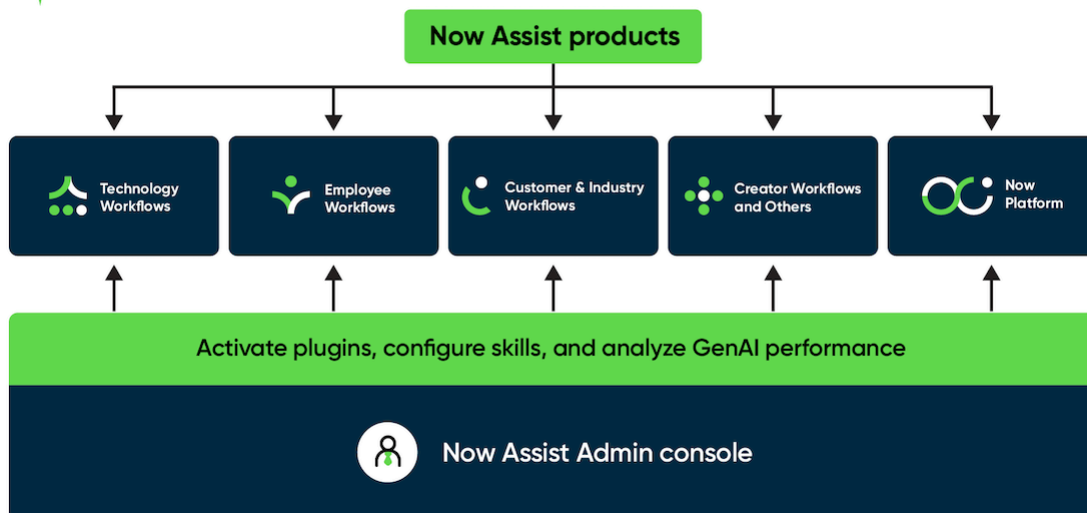 Now Assist products
Technology
Workflows
Employee
Workflows
Customer & Industry
Workflows
Creator Workflows
and Others
Now
Platform
Activate plugins, configure skills, and analyze GenAI performance
Now Assist Admin console